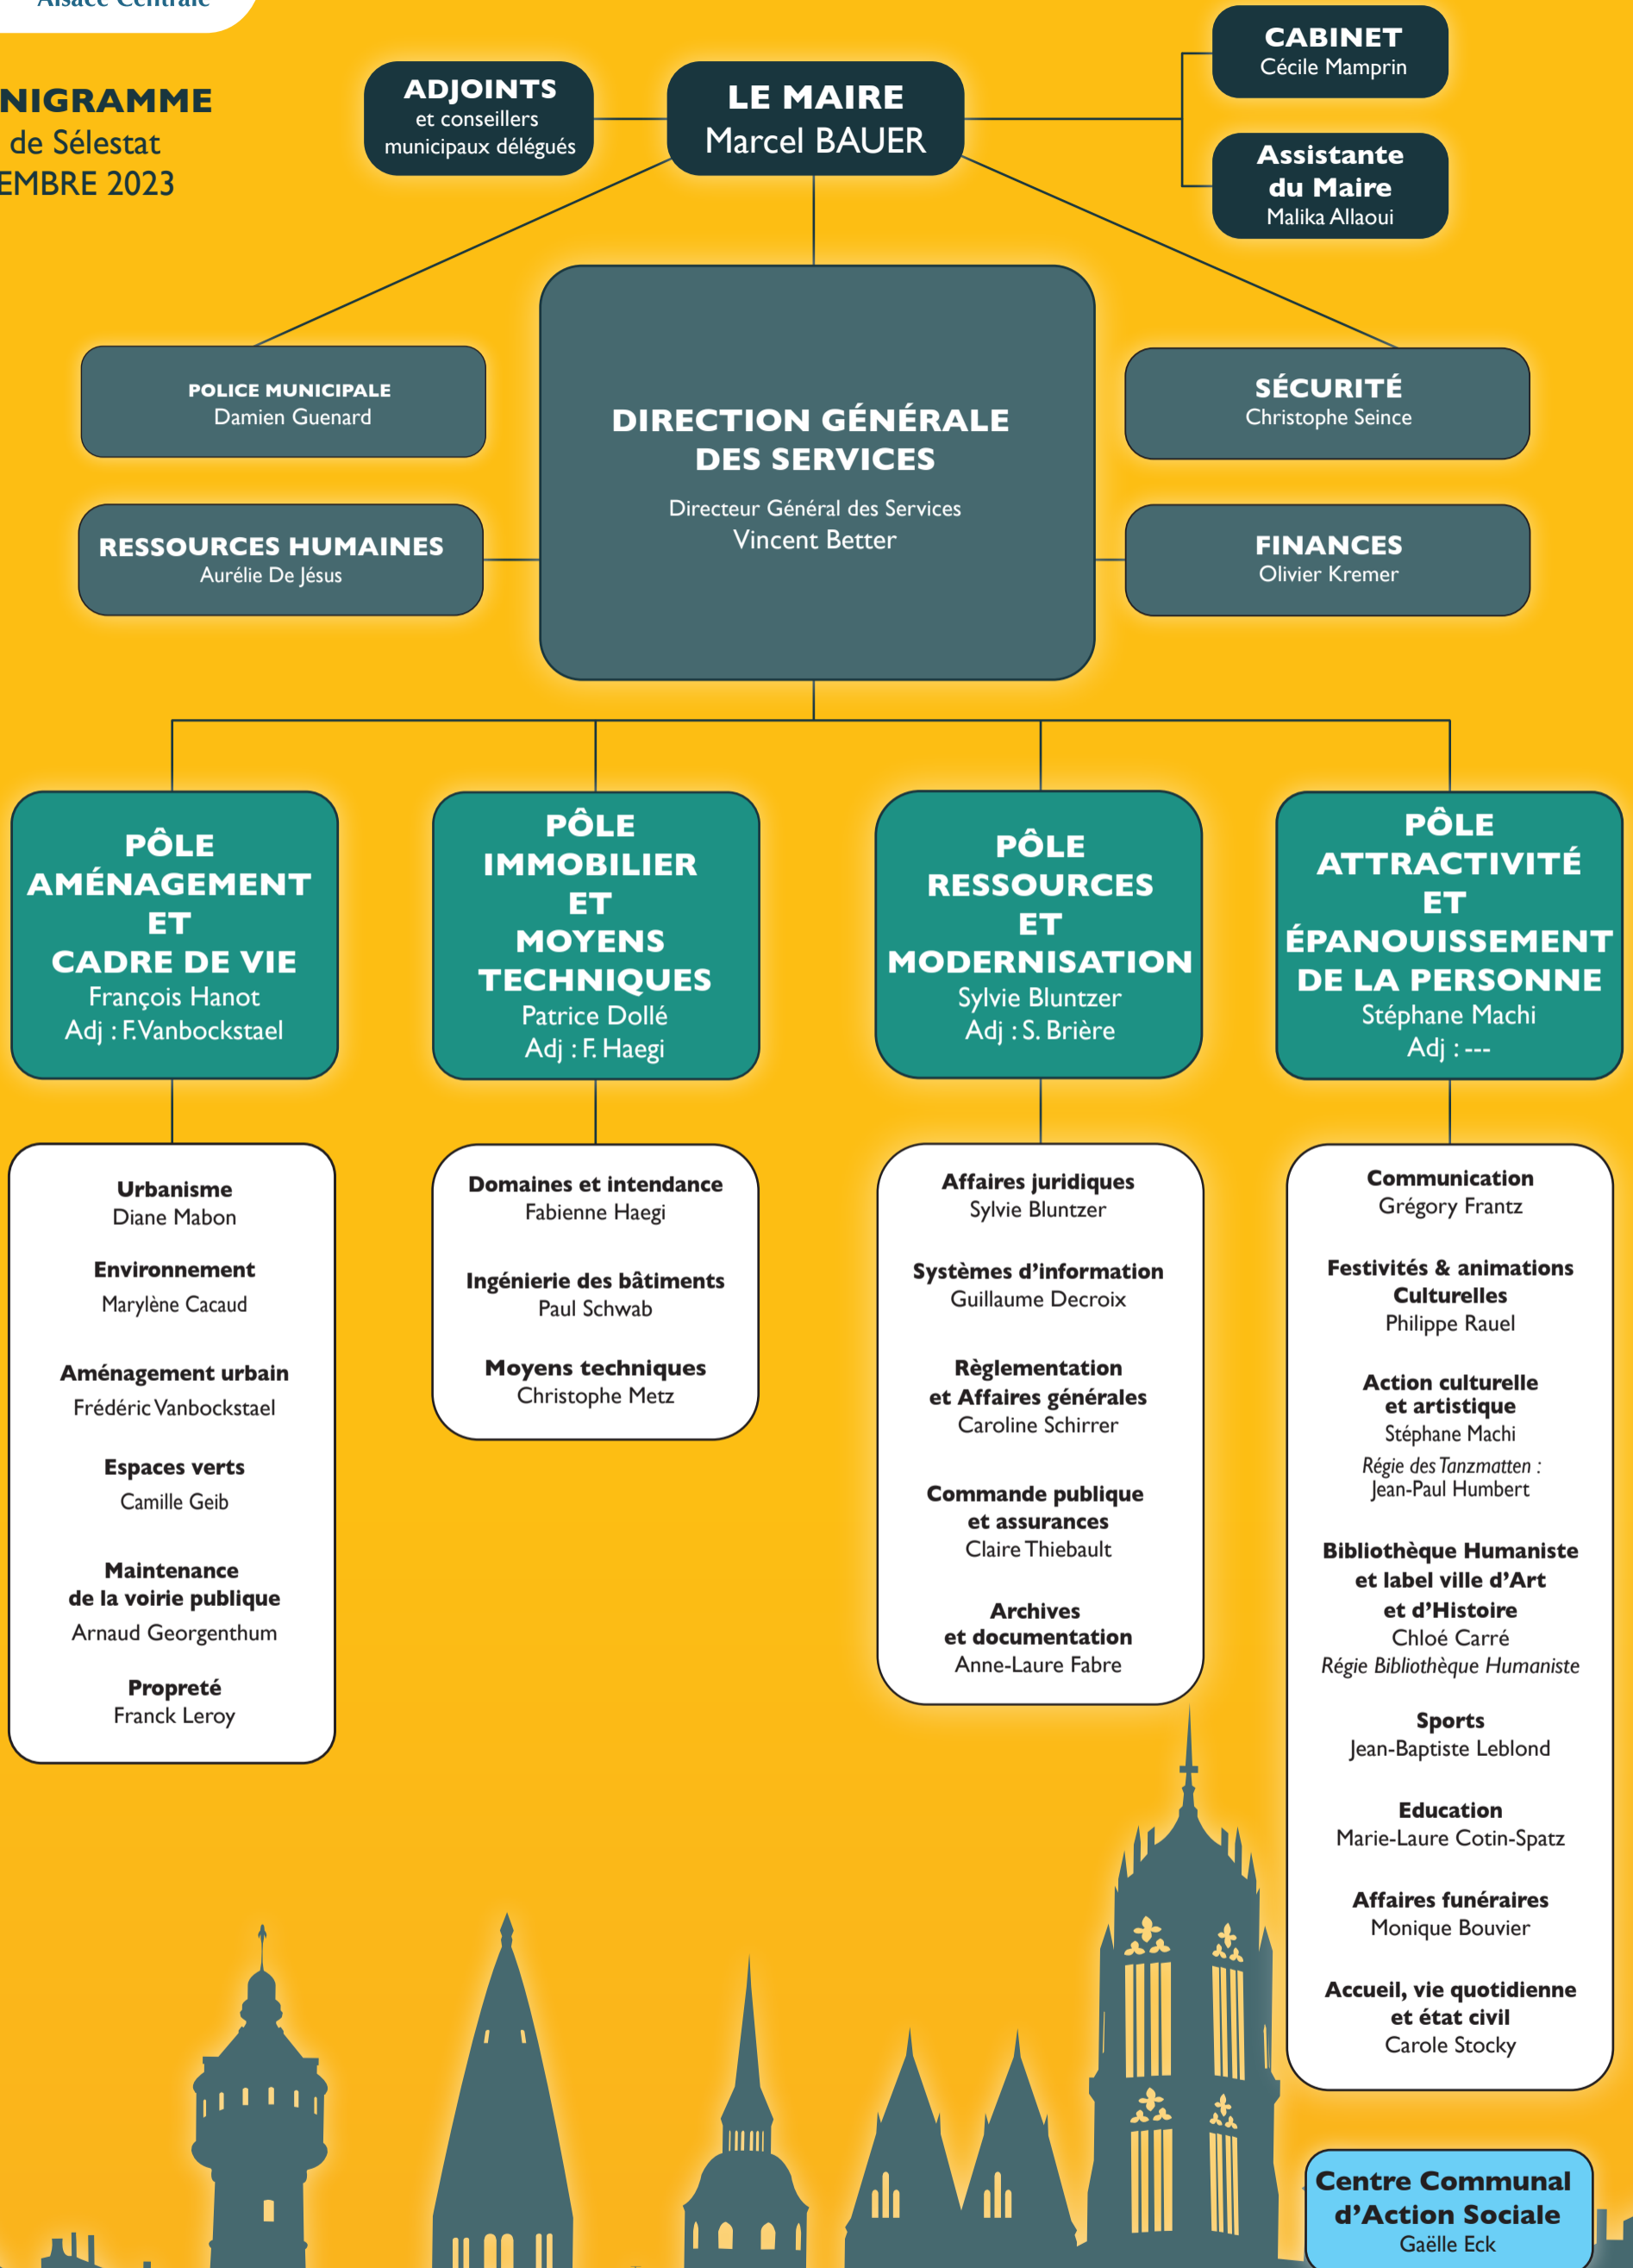 Alsace Centrale
NIGRAMME
de Sélestat
EMBRE 2023
ADJOINTS
et conseillers
municipaux délégués
LE MAIRE
Marcel BAUER
CABINET
Cécile Mamprin
Assistante
du Maire
Malika Allaoui
POLICE MUNICIPALE
Damien Guenard
DIRECTION GÉNÉRALE
DES SERVICES
Directeur Général des Services
Vincent Better
SÉCURITÉ
Christophe Seince
RESSOURCES HUMAINES
Aurélie De Jésus
FINANCES
Olivier Kremer
PÔLE
AMÉNAGEMENT
ET
CADRE DE VIE
François Hanot
Adj : F. Vanbockstael
PÔLE
IMMOBILIER
ET
MOYENS
TECHNIQUES
Patrice Dollé
Adj : F. Haegi
PÔLE
RESSOURCES
ET
MODERNISATION
Sylvie Bluntzer
Adj : S. Brière
PÔLE
ATTRACTIVITÉ
ET
ÉPANOUISSEMENT
DE LA PERSONNE
Stéphane Machi
Adj : ---
Urbanisme
Diane Mabon
Environnement
Marylène Cacaud
Aménagement urbain
Frédéric Vanbockstael
Espaces verts
Camille Geib
Maintenance
de la voirie publique
Arnaud Georgenthum
Propreté
Franck Leroy
Domaines et intendance
Fabienne Haegi
Ingénierie des bâtiments
Paul Schwab
Moyens techniques
Christophe Metz
Affaires juridiques
Sylvie Bluntzer
Systèmes d’information
Guillaume Decroix
Règlementation
et Affaires générales
Caroline Schirrer
Commande publique
et assurances
Claire Thiebault
Archives
et documentation
Anne-Laure Fabre
Communication
Grégory Frantz
Festivités & animations
Culturelles
Philippe Rauel
Action culturelle
et artistique
Stéphane Machi
Régie des Tanzmatten :
Jean-Paul Humbert
Bibliothèque Humaniste
et label ville d’Art
et d’Histoire
Chloé Carré
Régie Bibliothèque Humaniste
Sports
Jean-Baptiste Leblond
Education
Marie-Laure Cotin-Spatz
Affaires funéraires
Monique Bouvier
Accueil, vie quotidienne
et état civil
Carole Stocky
Centre Communal
d’Action Sociale
Gaëlle Eck